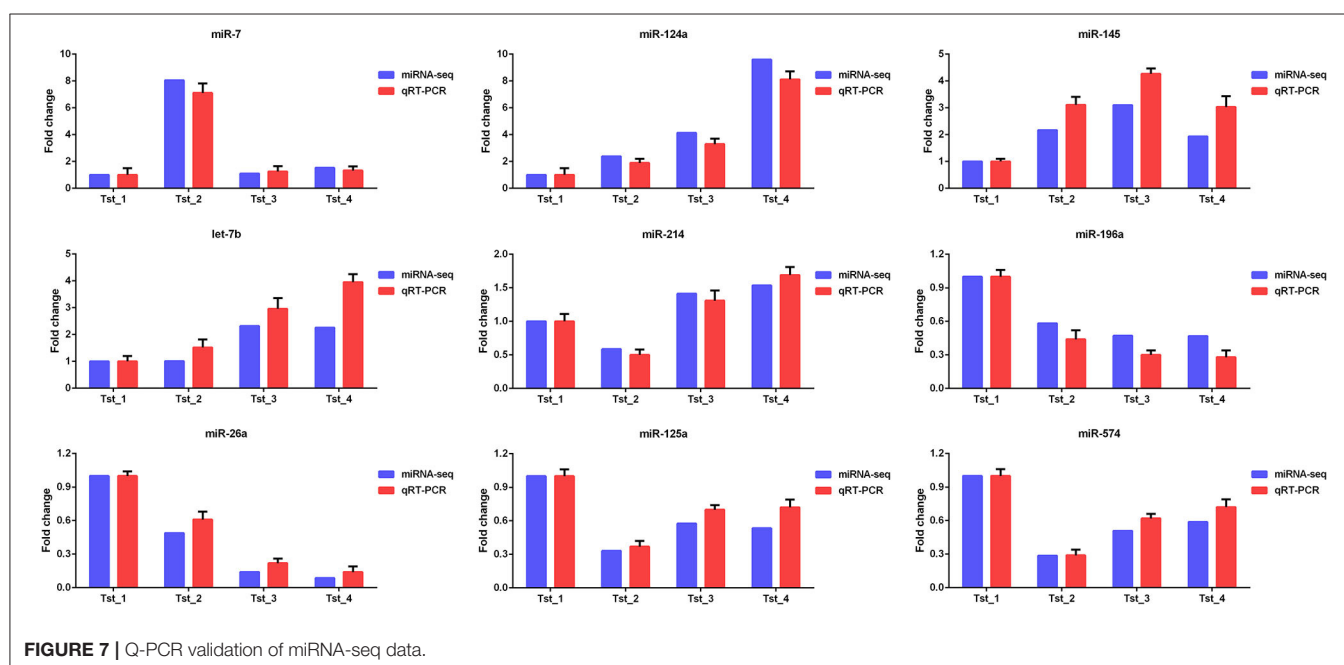 miR-7
Fold change
10
8
6
4
2
0
Tst_1 Tst_2 Tst_3 Tst_4
miRNA-seq
qRT-PCR
miR-124a
Fold change
10
8
6
4
2
0
Tst_1 Tst_2 Tst_3 Tst_4
miRNA-seq
qRT-PCR
miR-145
Fold change
5
4
3
2
1
0
Tst_1 Tst_2 Tst_3 Tst_4
miRNA-seq
qRT-PCR
let-7b
Fold change
5
4
3
2
1
0
Tst_1 Tst_2 Tst_3 Tst_4
miRNA-seq
qRT-PCR
miR-214
Fold change
2.0
1.5
1.0
0.5
0.0
Tst_1 Tst_2 Tst_3 Tst_4
miRNA-seq
qRT-PCR
miR-196a
Fold change
1.2
0.9
0.6
0.3
0.0
Tst_1 Tst_2 Tst_3 Tst_4
miRNA-seq
qRT-PCR
miR-26a
Fold change
1.2
0.9
0.6
0.3
0.0
Tst_1 Tst_2 Tst_3 Tst_4
miRNA-seq
qRT-PCR
miR-125a
Fold change
1.2
0.9
0.6
0.3
0.0
Tst_1 Tst_2 Tst_3 Tst_4
miRNA-seq
qRT-PCR
miR-574
Fold change
1.2
0.9
0.6
0.3
0.0
Tst_1 Tst_2 Tst_3 Tst_4
miRNA-seq
qRT-PCR
FIGURE 7 | Q-PCR validation of miRNA-seq data.